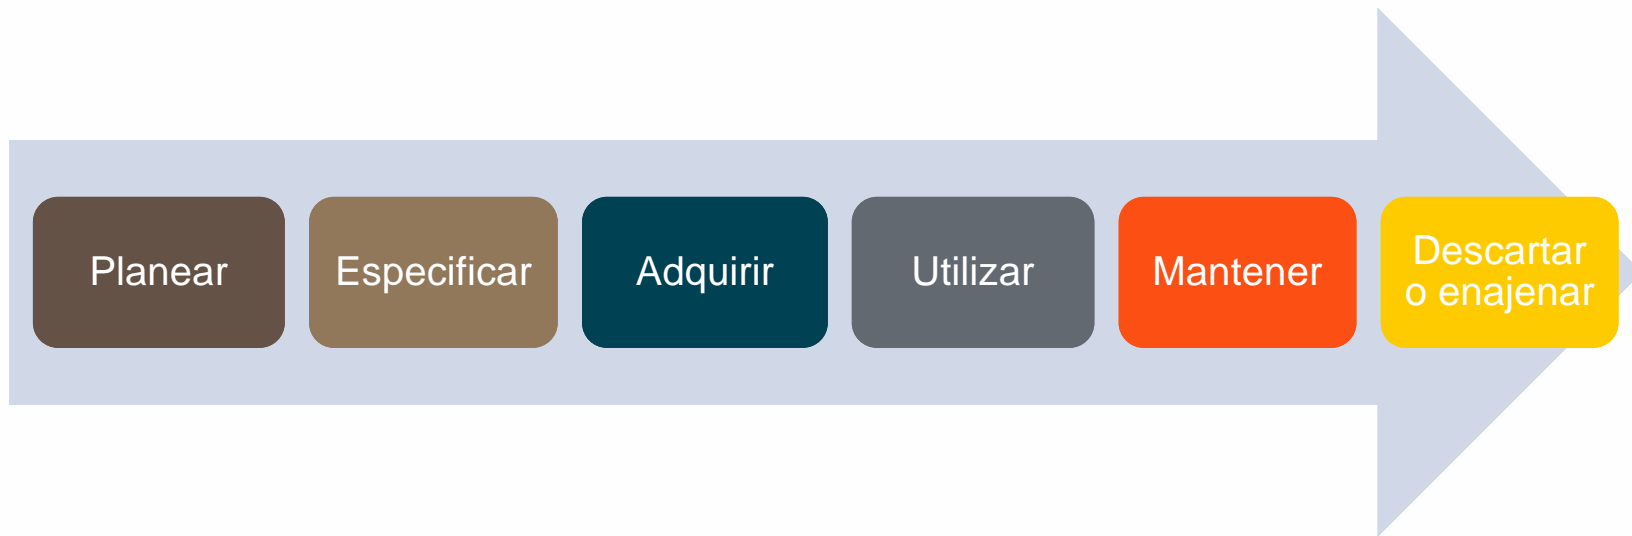 Planear
Especificar
Adquirir
Utilizar
Mantener
Descartar
o enajenar